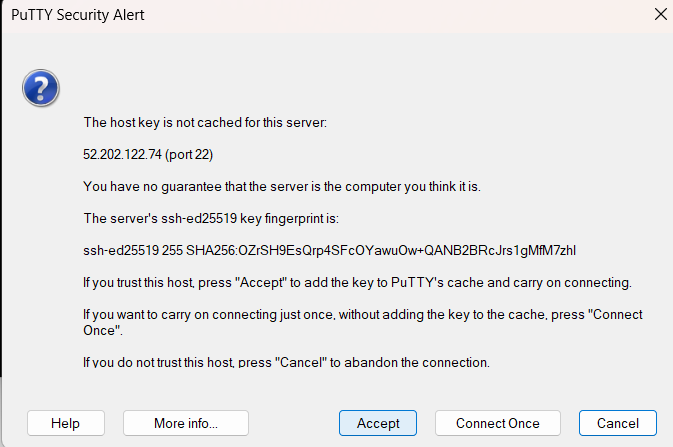 PuTTY Security Alert
The host key is not cached for this server:
52.202.122.74 (port 22)
You have no guarantee that the server is the computer you think it is.
The server's ssh-ed25519 key fingerprint is:
ssh-ed25519 255 SHA256:OZrSH9EsQrp4SFcOYawuOw+QANB2BRcJrs1gMfM7zhI
If you trust this host, press "Accept" to add the key to PuTTY's cache and carry on connecting.
If you want to carry on connecting just once, without adding the key to the cache, press "Connect
Once".
If you do not trust this host, press "Cancel" to abandon the connection.
Help More info... Accept Connect Once Cancel